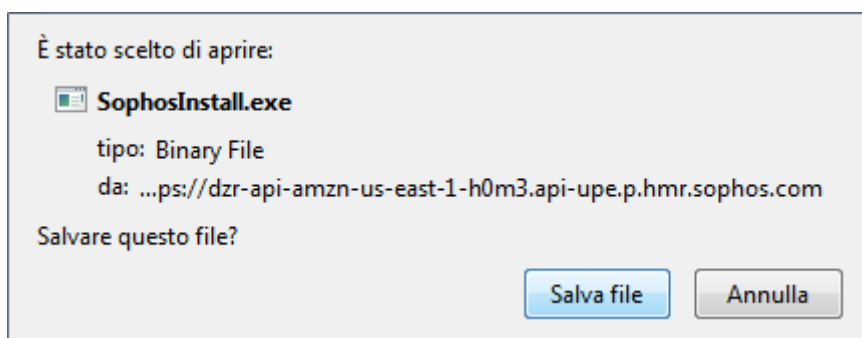 È stato scelto di aprire:
SophosInstall.exe
tipo: Binary File
da: ...ps://dzr-api-amzn-us-east-1-h0m3.api-upe.p.hmr.sophos.com
Salvare questo file?
Salva file Annulla